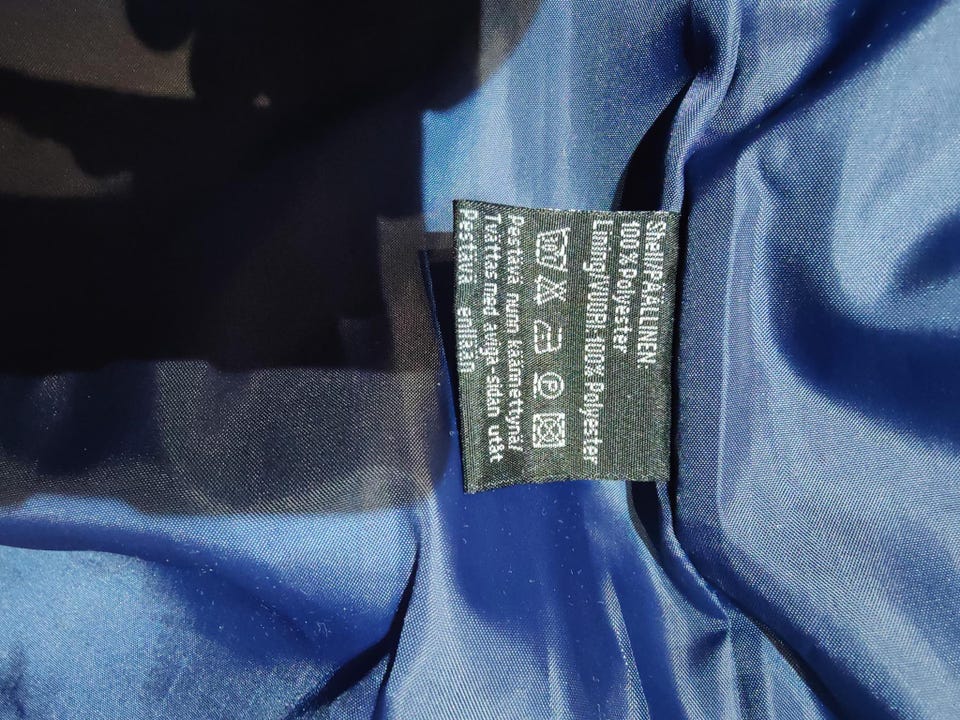 Shell/PÄÄLLINEN:
100%Polyester
Lining/VUORI:100%Polyester
Pestävä nurin käännettynä/
Tvättas med aviga-sidan utåt
Pestävä erillään